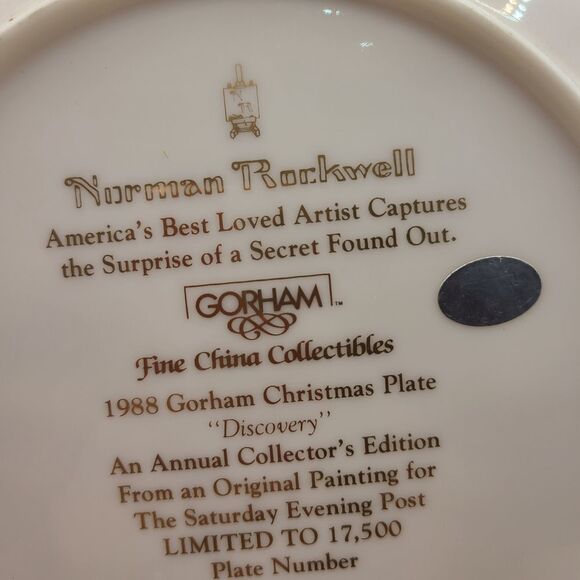 Norman Rockwell
America's Best Loved Artist Captures
the Surprise of a Secret Found Out.
GORHAM™
Fine China Collectibles
1988 Gorham Christmas Plate
"Discovery"
An Annual Collector's Edition
From an Original Painting for
The Saturday Evening Post
LIMITED TO 17,500
Plate Number